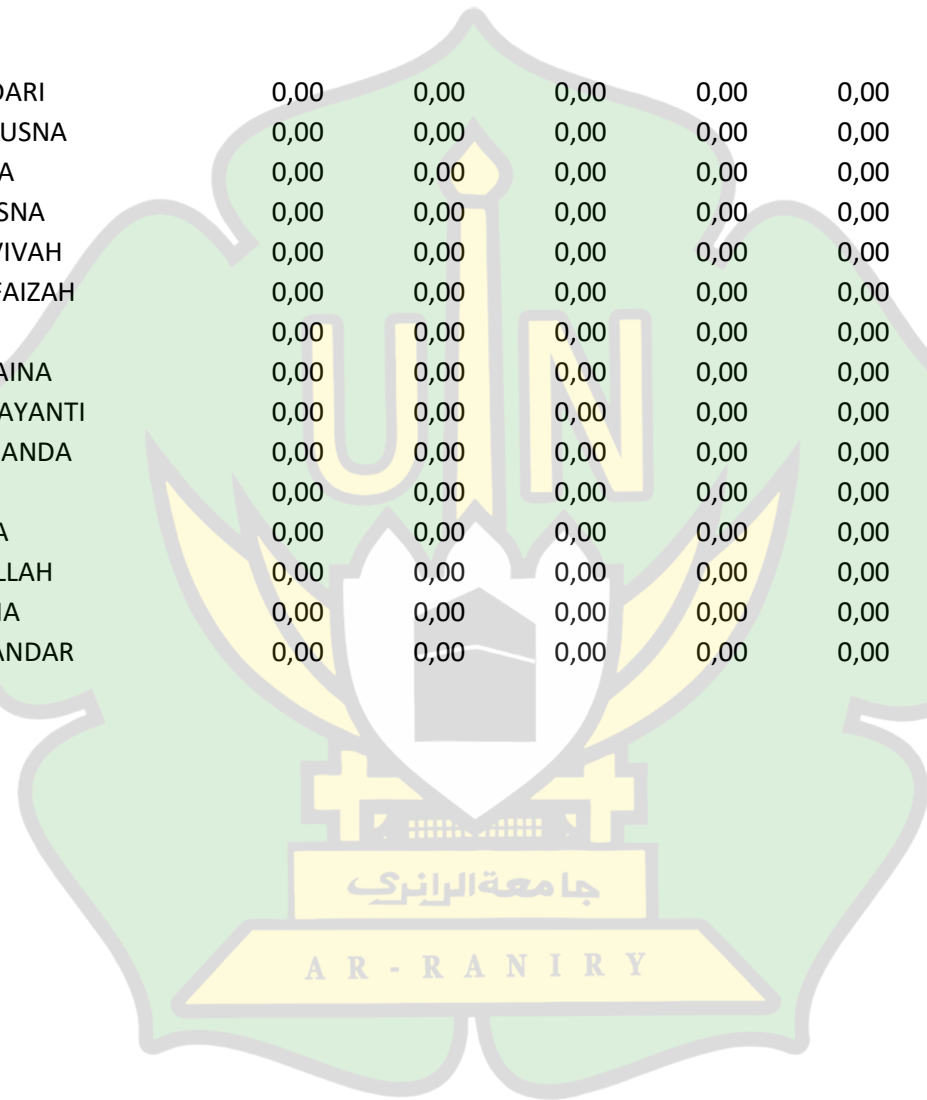 DARI 0,00 0,00 0,00 0,00 0,00
USNA 0,00 0,00 0,00 0,00 0,00
A 0,00 0,00 0,00 0,00 0,00
SNA 0,00 0,00 0,00 0,00 0,00
VIVAH 0,00 0,00 0,00 0,00 0,00
FAIZAH 0,00 0,00 0,00 0,00 0,00
0,00 0,00 0,00 0,00 0,00
AINA 0,00 0,00 0,00 0,00 0,00
AYANTI 0,00 0,00 0,00 0,00 0,00
ANDA 0,00 0,00 0,00 0,00 0,00
0,00 0,00 0,00 0,00 0,00
A 0,00 0,00 0,00 0,00 0,00
LLAH 0,00 0,00 0,00 0,00 0,00
NA 0,00 0,00 0,00 0,00 0,00
ANDAR 0,00 0,00 0,00 0,00 0,00
UIN
جامعةالرانرك
AR-RANIRY